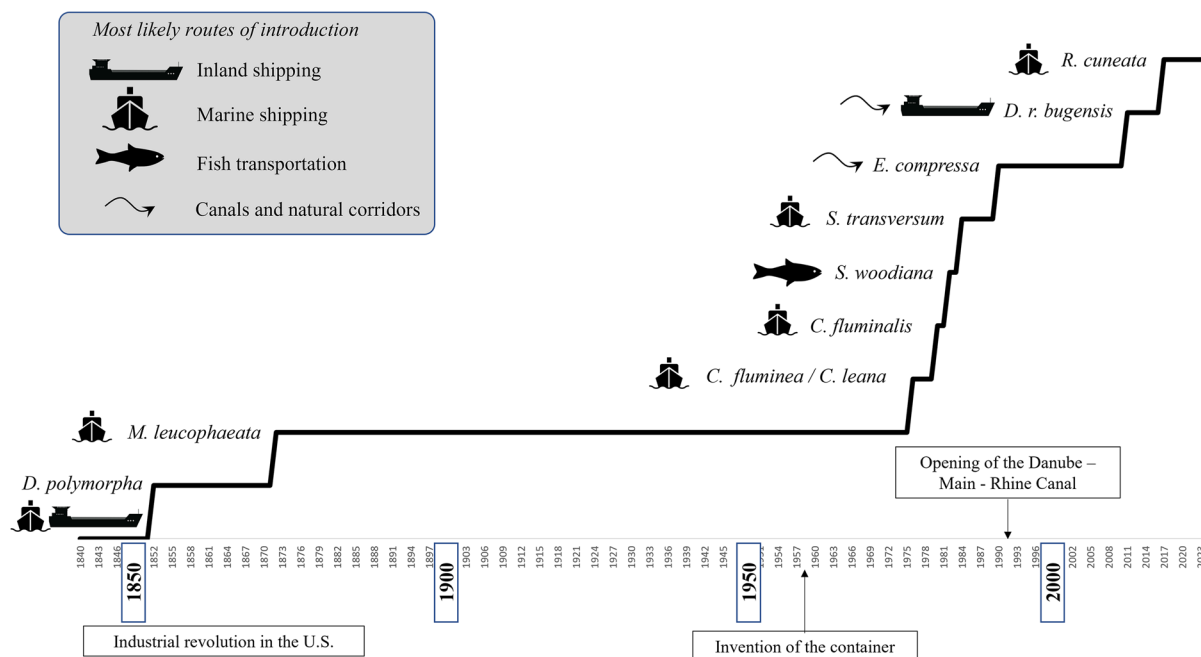 Most likely routes of introduction
Inland shipping
Marine shipping
Fish transportation
Canals and natural corridors
R. cuneata
D. r. bugensis
E. compressa
S. transversum
S. woodiana
C. fluminalis
C. fluminea / C. leana
M. leucophaeata
D. polymorpha
Opening of the Danube –
Main - Rhine Canal
1840 1843 1846 1852 1855 1858 1861 1864 1867 1870 1873 1876 1879 1882 1885 1888 1891 1894 1897 1903 1906 1909 1912 1915 1918 1921 1924 1927 1930 1933 1936 1939 1942 1945 1951 1954 1957 1960 1963 1966 1969 1972 1975 1978 1981 1984 1987 1990 1993 1996 2002 2005 2008 2011 2014 2017 2020 2023
1850 1900 1950 2000
Industrial revolution in the U.S.
Invention of the container